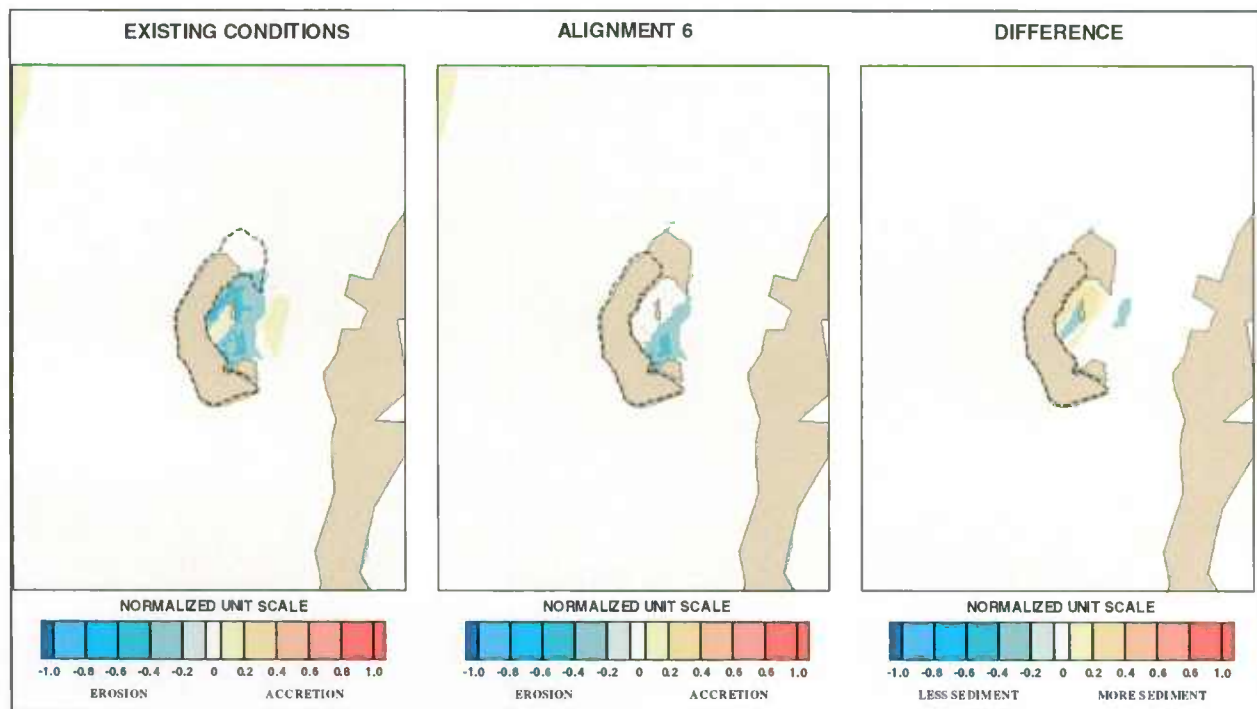 EXISTING CONDITIONS
ALIGNMENT 6
DIFFERENCE
NORMALIZED UNIT SCALE
-1.0 -0.8 -0.6 -0.4 -0.2 0 0.2 0.4 0.6 0.8 1.0
EROSION ACCRETION
NORMALIZED UNIT SCALE
-1.0 -0.8 -0.6 -0.4 -0.2 0 0.2 0.4 0.6 0.8 1.0
EROSION ACCRETION
NORMALIZED UNIT SCALE
-1.0 -0.8 -0.6 -0.4 -0.2 0 0.2 0.4 0.6 0.8 1.0
LESS SEDIMENT MORE SEDIMENT